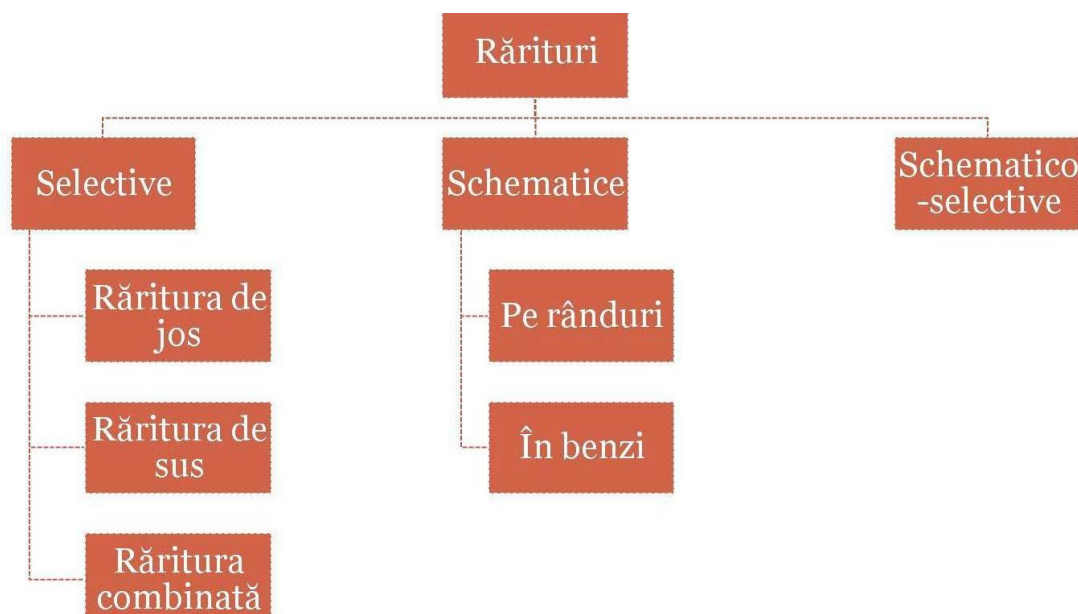 Rărituri
Selective
Schematice
Schematico
-selective
Răritura de
jos
Pe rânduri
Răritura de
sus
În benzi
Răritura
combinată